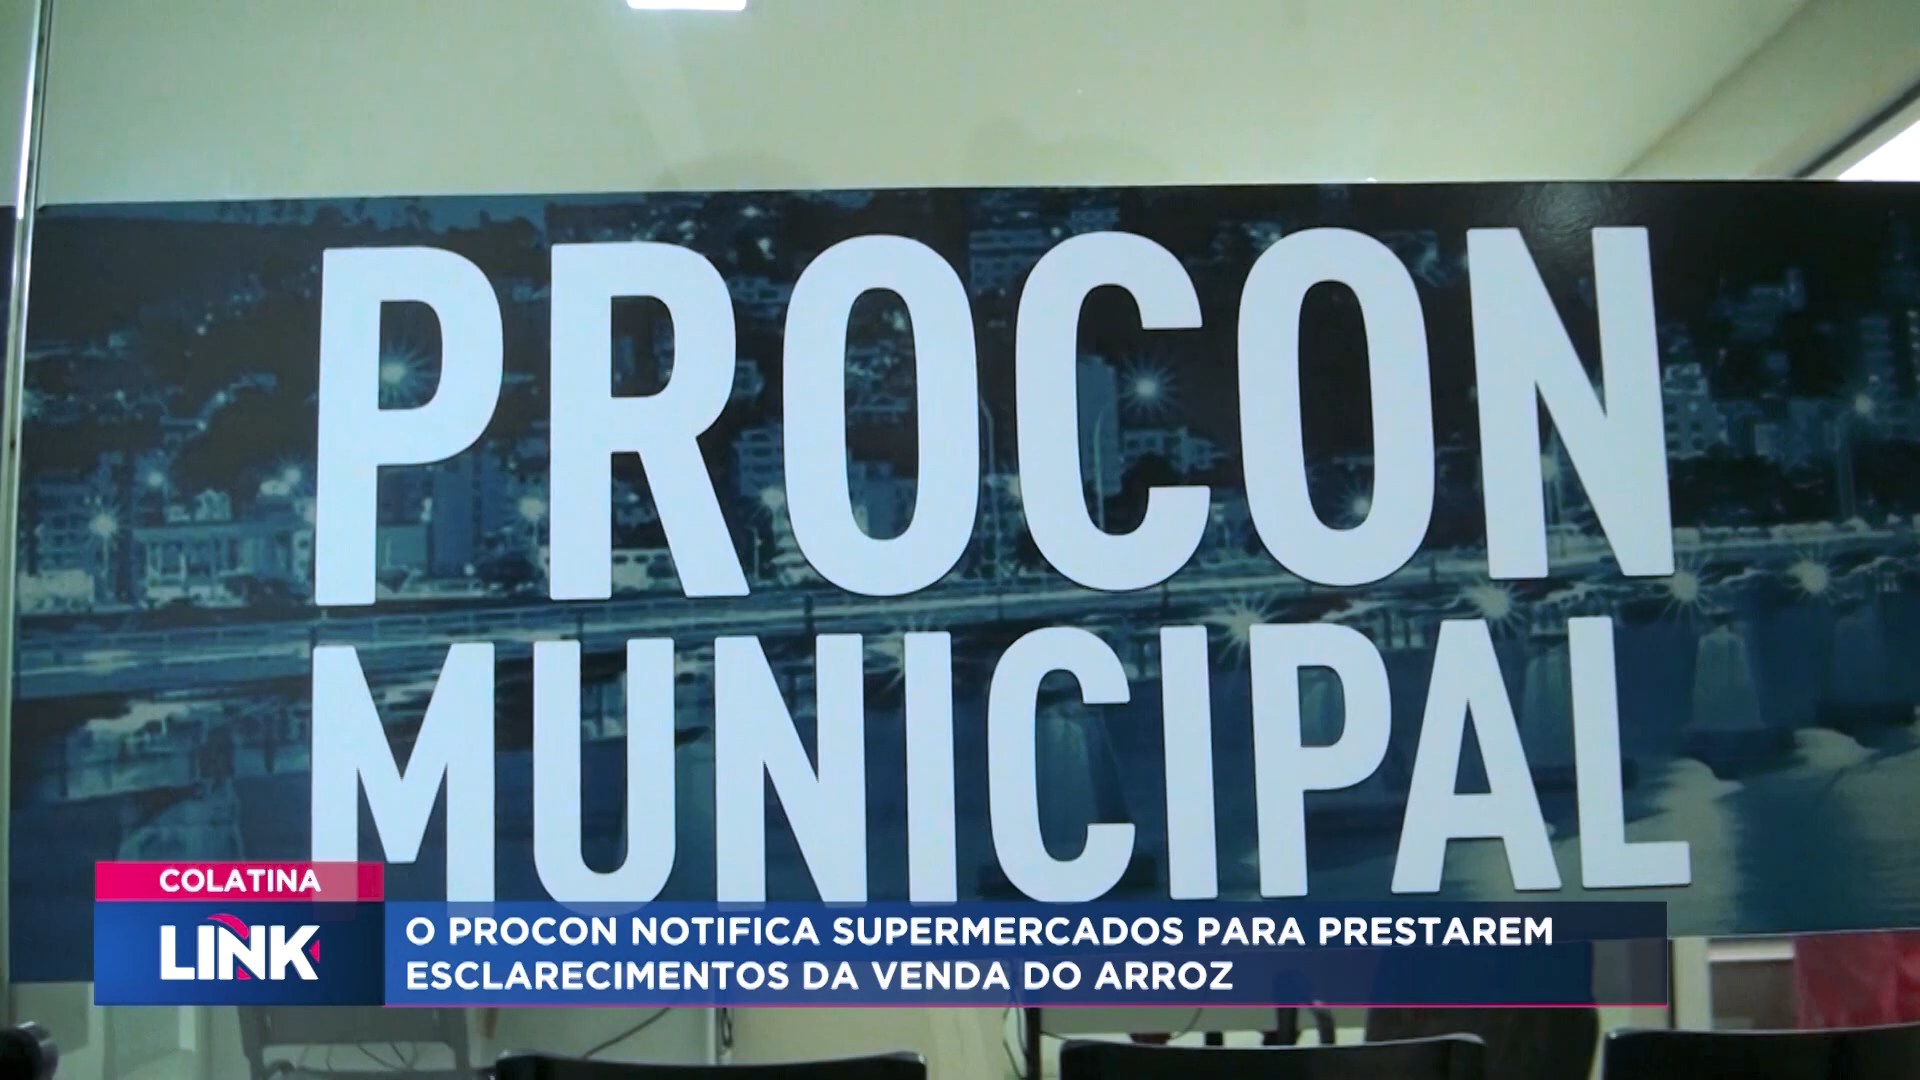 PROCON
MUNICIPAL
COLATINA
LINK
O PROCON NOTIFICA SUPERMERCADOS PARA PRESTAREM
ESCLARECIMENTOS DA VENDA DO ARROZ